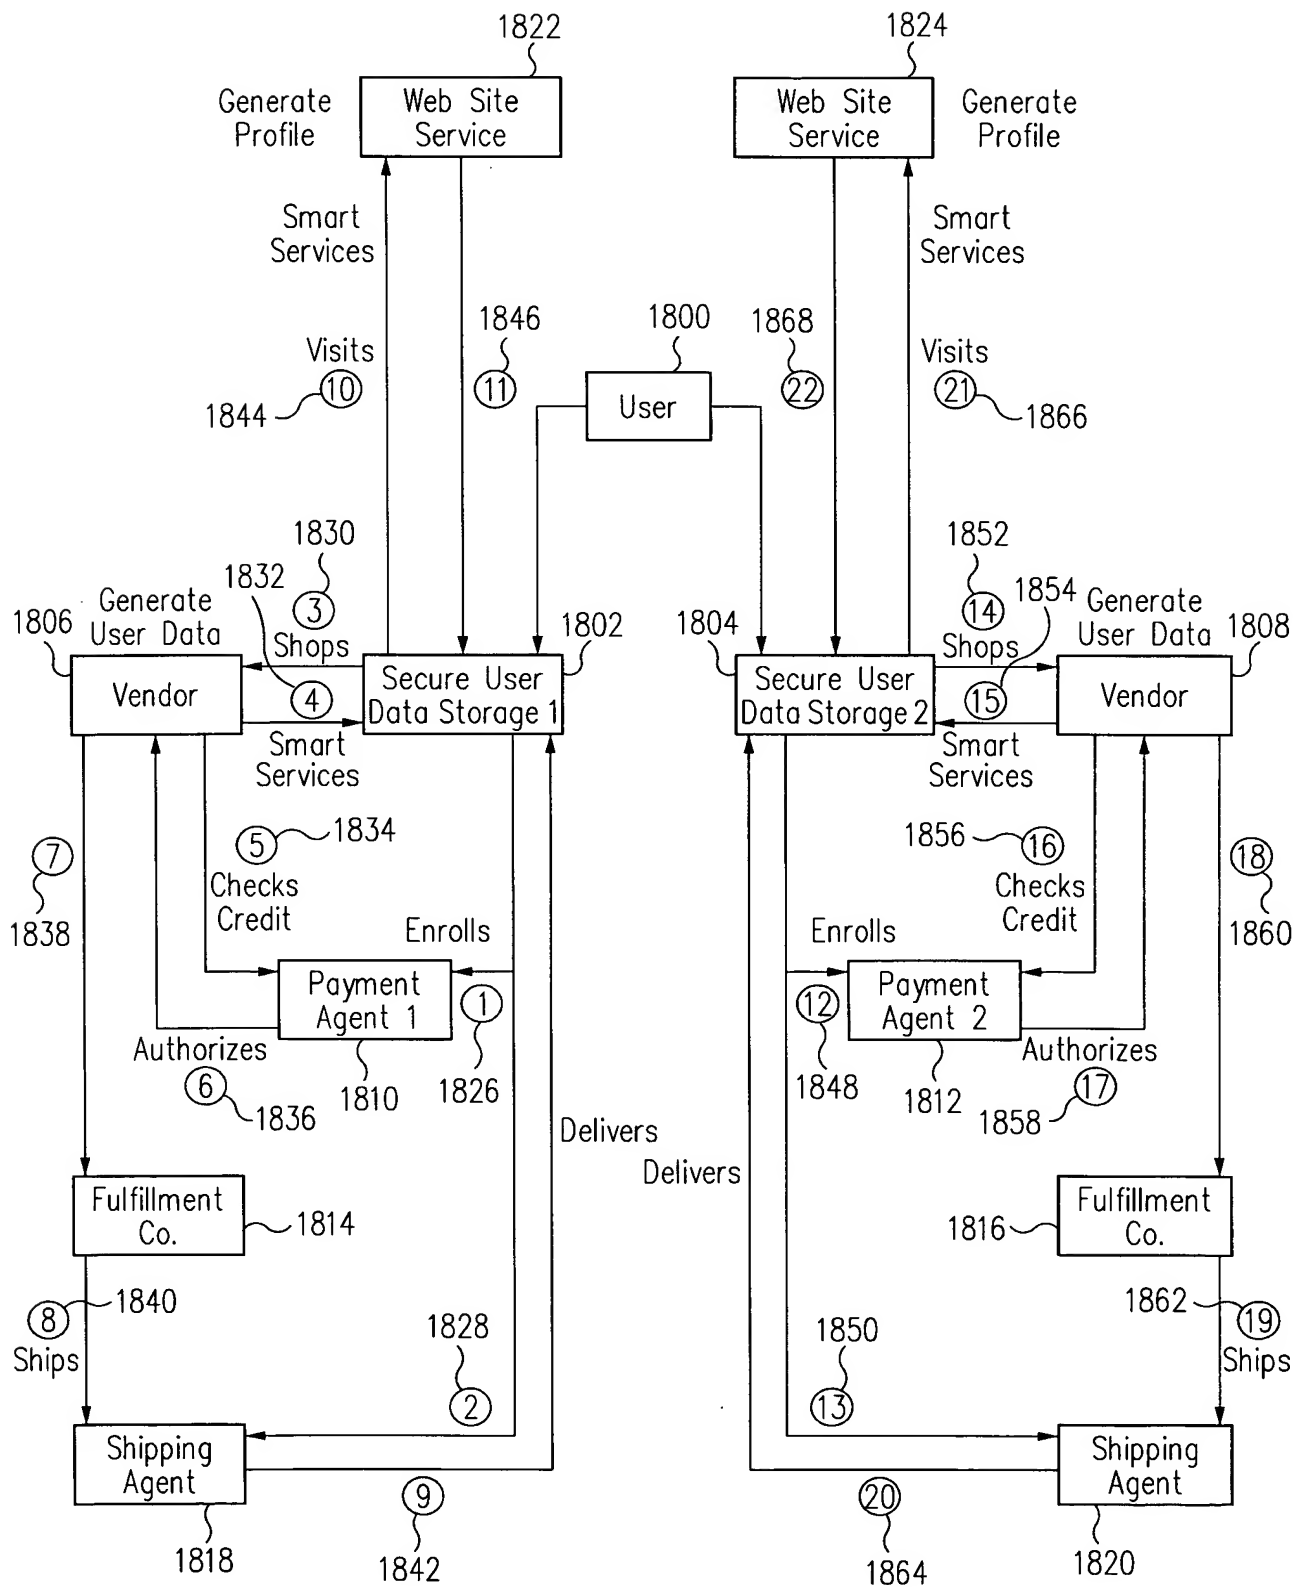 1822
1824
Generate
Profile
Web Site
Service
Web Site
Service
Generate
Profile
Smart
Services
Smart
Services
1846
1800
1868
Visits
10
1844
11
User
22
Visits
21
1866
1830
3
1832
1852
14
1854
1806
Generate
User Data
Shops
4
1802
1804
Shops
15
Generate
User Data
1808
Vendor
Secure User
Data Storage 1
Secure User
Data Storage 2
Vendor
Smart
Services
Smart
Services
7
1838
5
1834
Checks
Credit
1856
16
Checks
Credit
18
1860
Enrolls
Enrolls
Payment
Agent 1
1
1826
12
1848
Payment
Agent 2
Authorizes
6
1836
1810
1812
Authorizes
17
1858
Delivers
Delivers
Fulfillment
Co.
1814
1816
Fulfillment
Co.
8
1840
Ships
1862
19
Ships
1828
2
1850
13
Shipping
Agent
Shipping
Agent
9
20
1818
1842
1864
1820